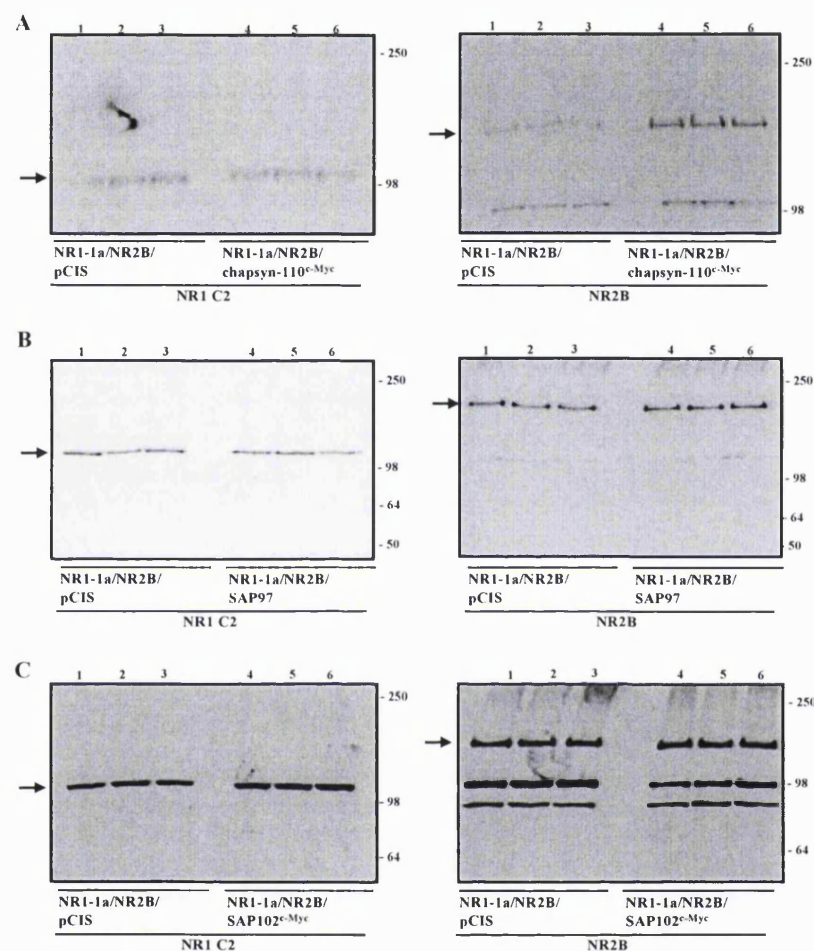 A
1 2 3 4 5 6
- 250
- 98
NR1-1a/NR2B/
pCIS
NR1-1a/NR2B/
chapsyn-110c-Myc
NR1 C2
1 2 3 4 5 6
- 250
- 98
NR1-1a/NR2B/
pCIS
NR1-1a/NR2B/
chapsyn-110c-Myc
NR2B
B
1 2 3 4 5 6
- 250
- 98
- 64
- 50
NR1-1a/NR2B/
pCIS
NR1-1a/NR2B/
SAP97
NR1 C2
1 2 3 4 5 6
- 250
- 98
- 64
- 50
NR1-1a/NR2B/
pCIS
NR1-1a/NR2B/
SAP97
NR2B
C
1 2 3 4 5 6
- 250
- 98
- 64
NR1-1a/NR2B/
pCIS
NR1-1a/NR2B/
SAP102c-Myc
NR1 C2
1 2 3 4 5 6
- 250
- 98
- 64
NR1-1a/NR2B/
pCIS
NR1-1a/NR2B/
SAP102c-Myc
NR2B